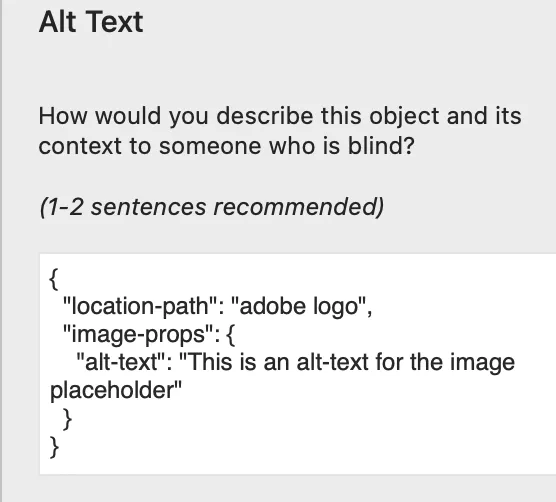 Alt Text
How would you describe this object and its
context to someone who is blind?
(1-2 sentences recommended)
{
"location-path": "adobe logo",
"image-props": {
"alt-text": "This is an alt-text for the image
placeholder"
}
}